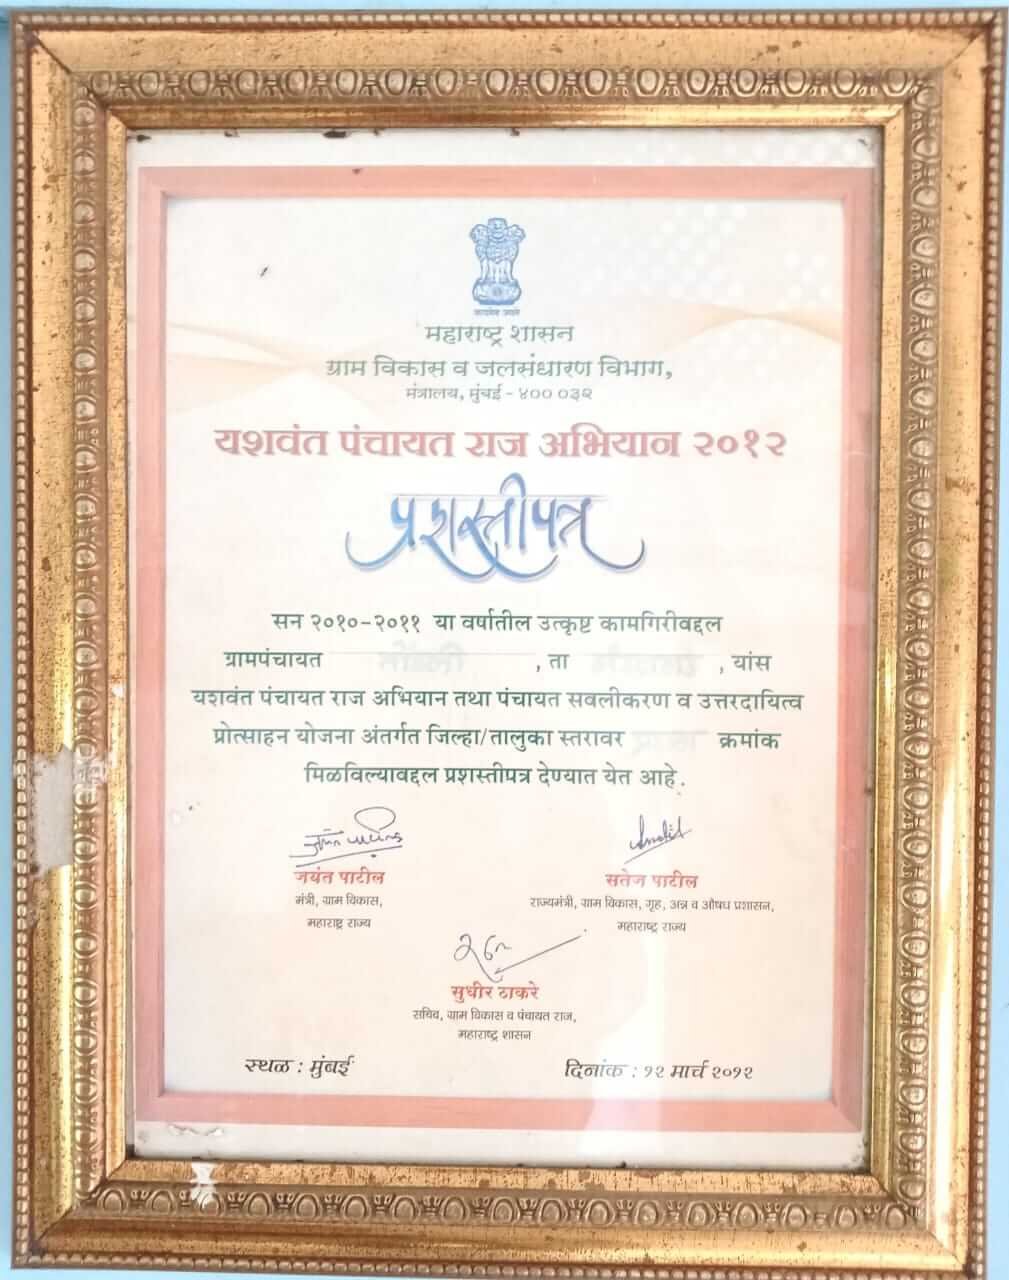 महाराष्ट्र शासन
ग्राम विकास व जलसंधारण विभाग,
मंत्रालय, मुंबई - ४०० ०३२
यशवंत पंचायत राज अभियान २०१२
प्रशस्तीपत्र
सन २०१०-२०११ या वर्षातील उत्कृष्ट कामगिरीबद्दल
ग्रामपंचायत , ता , यांस
यशवंत पंचायत राज अभियान तथा पंचायत सबलीकरण व उत्तरदायित्व
प्रोत्साहन योजना अंतर्गत जिल्हा/तालुका स्तरावर क्रमांक
मिळविल्याबद्दल प्रशस्तीपत्र देण्यात येत आहे.
जयंत पाटील
मंत्री, ग्राम विकास,
महाराष्ट्र राज्य
सतेज पाटील
राज्यमंत्री, ग्राम विकास, गृह, अन्न व औषध प्रशासन,
महाराष्ट्र राज्य
सुधीर ठाकरे
सचिव, ग्राम विकास व पंचायत राज,
महाराष्ट्र शासन
स्थळ : मुंबई
दिनांक : १२ मार्च २०१२